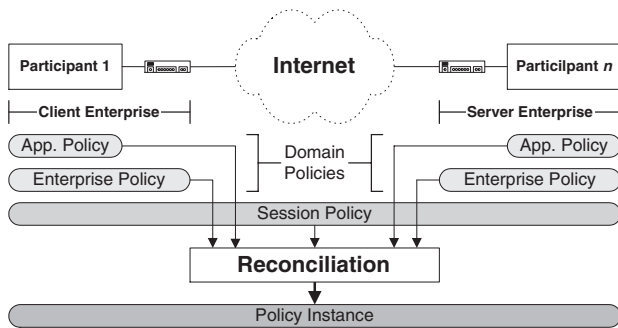 Participant 1
Internet
Particilpant n
Client Enterprise
Server Enterprise
App. Policy
Domain
Policies
App. Policy
Enterprise Policy
Enterprise Policy
Session Policy
Reconciliation
Policy Instance